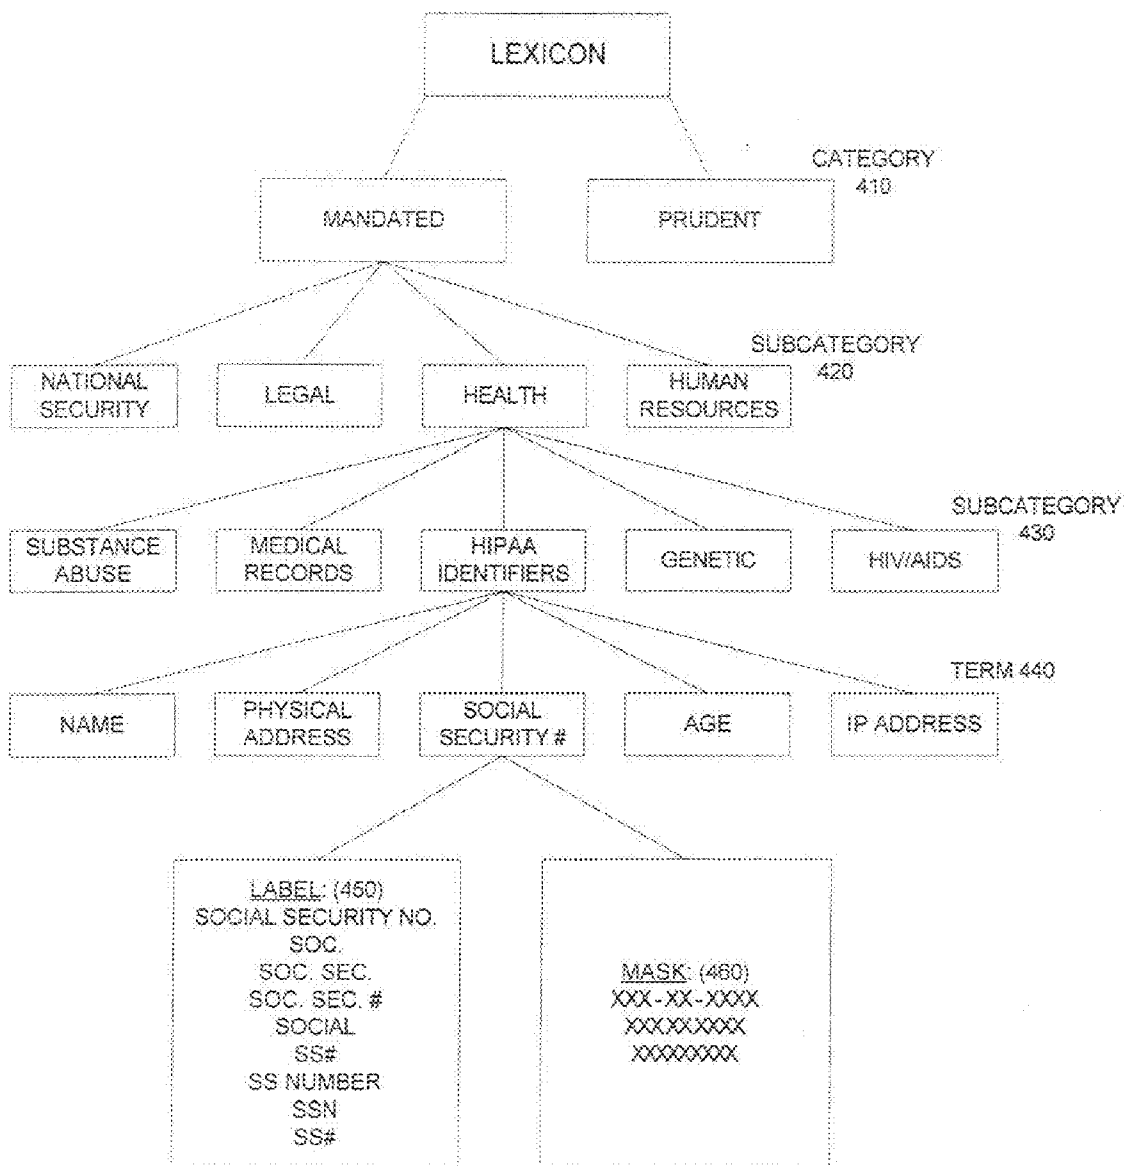 LEXICON
CATEGORY
410
MANDATED
PRUDENT
SUBCATEGORY
420
NATIONAL
SECURITY
LEGAL
HEALTH
HUMAN
RESOURCES
SUBCATEGORY
430
SUBSTANCE
ABUSE
MEDICAL
RECORDS
HIPAA
IDENTIFIERS
GENETIC
HIV/AIDS
TERM 440
NAME
PHYSICAL
ADDRESS
SOCIAL
SECURITY #
AGE
IP ADDRESS
LABEL: (450)
SOCIAL SECURITY NO.
SOC.
SOC. SEC.
SOC. SEC. #
SOCIAL
SS#
SS NUMBER
SSN
SS#
MASK: (460)
XXX-XX-XXXX
XXX.XX.XXXX
XXXXXXXXX